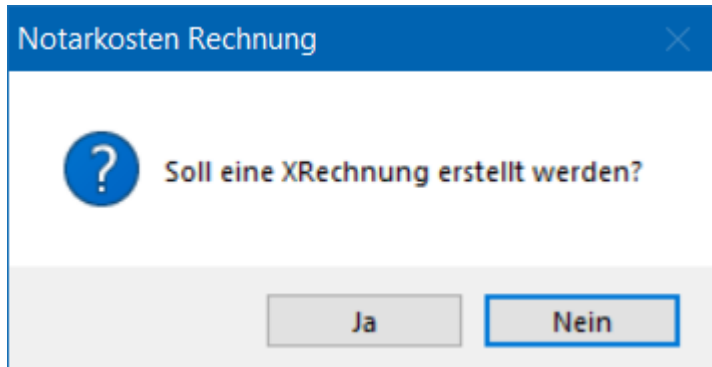 Notarkosten Rechnung
Soll eine XRechnung erstellt werden?
Ja
Nein